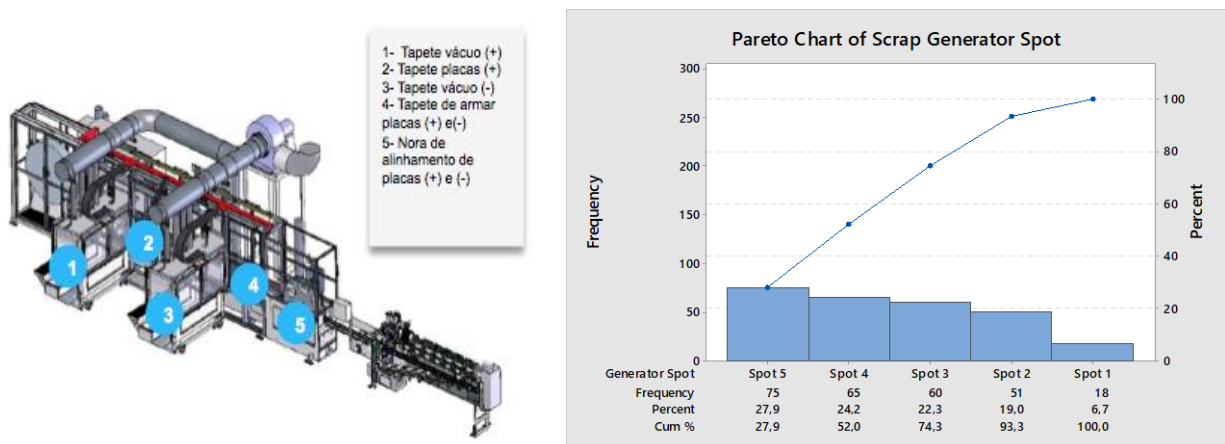 1- Tapete vácuo (+)
2- Tapete placas (+)
3- Tapete vácuo (-)
4- Tapete de armar
placas (+) e(-)
5- Nora de
alinhamento de
placas (+) e (-)
1
2
3
4
5
Pareto Chart of Scrap Generator Spot
300
250
200
150
100
50
0
Frequency
100
80
60
40
20
0
Percent
Generator Spot Spot 5 Spot 4 Spot 3 Spot 2 Spot 1
Frequency 75 65 60 51 18
Percent 27,9 24,2 22,3 19,0 6,7
Cum % 27,9 52,0 74,3 93,3 100,0